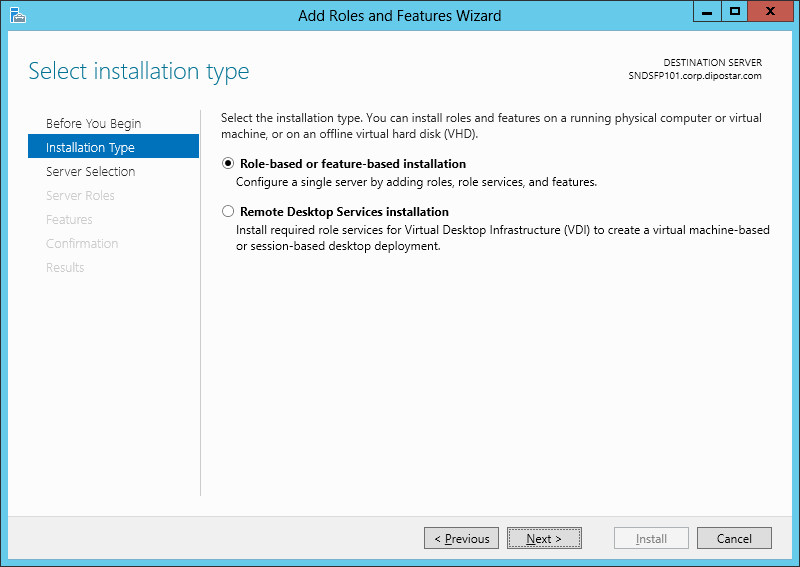 Add Roles and Features Wizard
Select installation type
DESTINATION SERVER
SNDSFP101.corp.dipostar.com
Before You Begin
Installation Type
Server Selection
Server Roles
Features
Confirmation
Results
Select the installation type. You can install roles and features on a running physical computer or virtual
machine, or on an offline virtual hard disk (VHD).
Role-based or feature-based installation
Configure a single server by adding roles, role services, and features.
Remote Desktop Services installation
Install required role services for Virtual Desktop Infrastructure (VDI) to create a virtual machine-based
or session-based desktop deployment.
< Previous
Next >
Install
Cancel